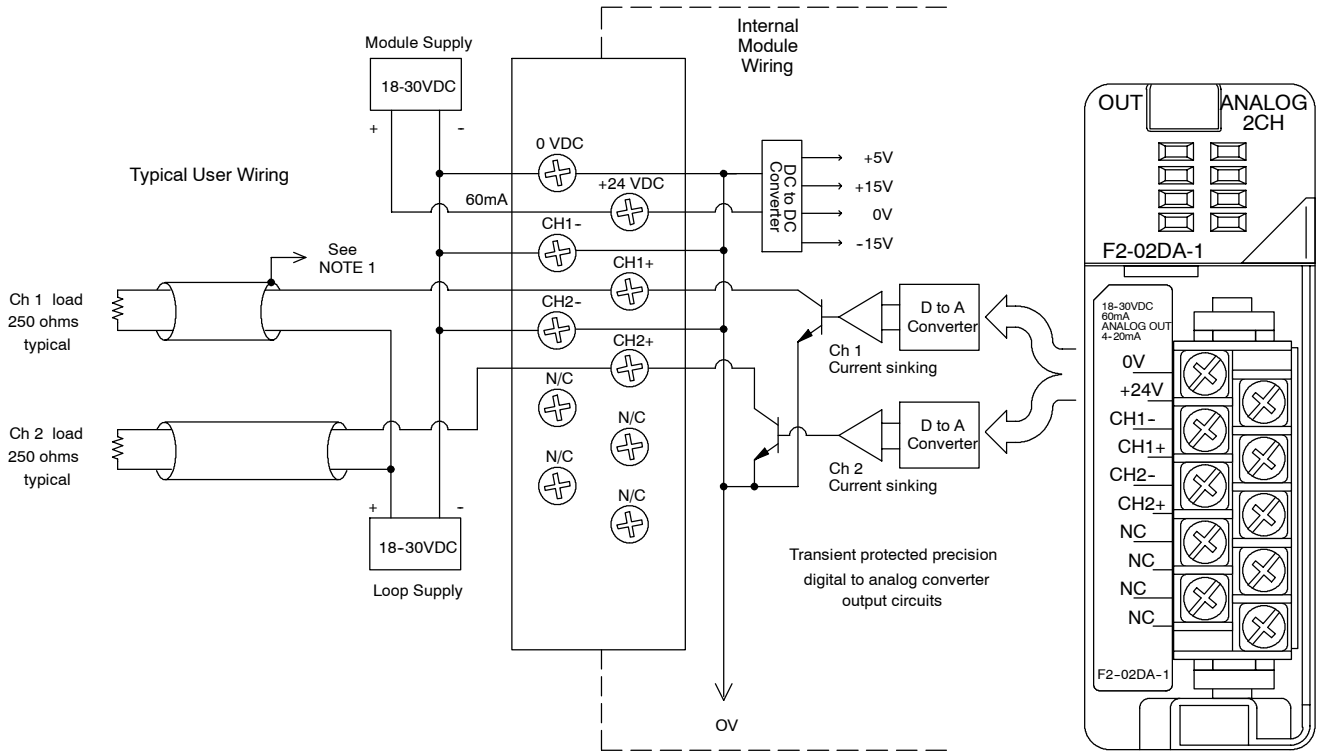 Internal
Module
Wiring
Module Supply
18-30VDC
+ -
Typical User Wiring
0 VDC
60mA
+24 VDC
CH1-
CH1+
CH2-
CH2+
N/C
N/C
N/C
N/C
See
NOTE 1
Ch 1 load
250 ohms
typical
Ch 2 load
250 ohms
typical
+ -
18-30VDC
Loop Supply
DC to DC
Converter
+5V
+15V
0V
-15V
D to A
Converter
Ch 1
Current sinking
D to A
Converter
Ch 2
Current sinking
Transient protected precision
digital to analog converter
output circuits
OV
OUT ANALOG
2CH
F2-02DA-1
18-30VDC
60mA
ANALOG OUT
4-20mA
0V
+24V
CH1-
CH1+
CH2-
CH2+
NC
NC
NC
NC
F2-02DA-1